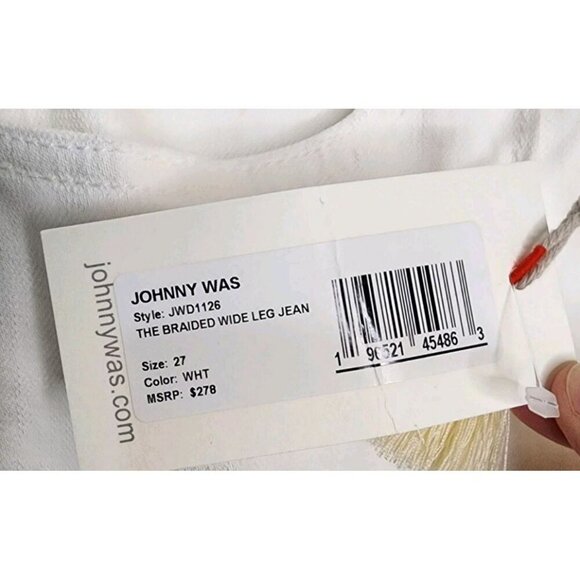 JOHNNY WAS
Style: JWD1126
THE BRAIDED WIDE LEG JEAN
Size: 27
Color: WHT
MSRP: $278
1 96521 45486 3
johnnywas.com